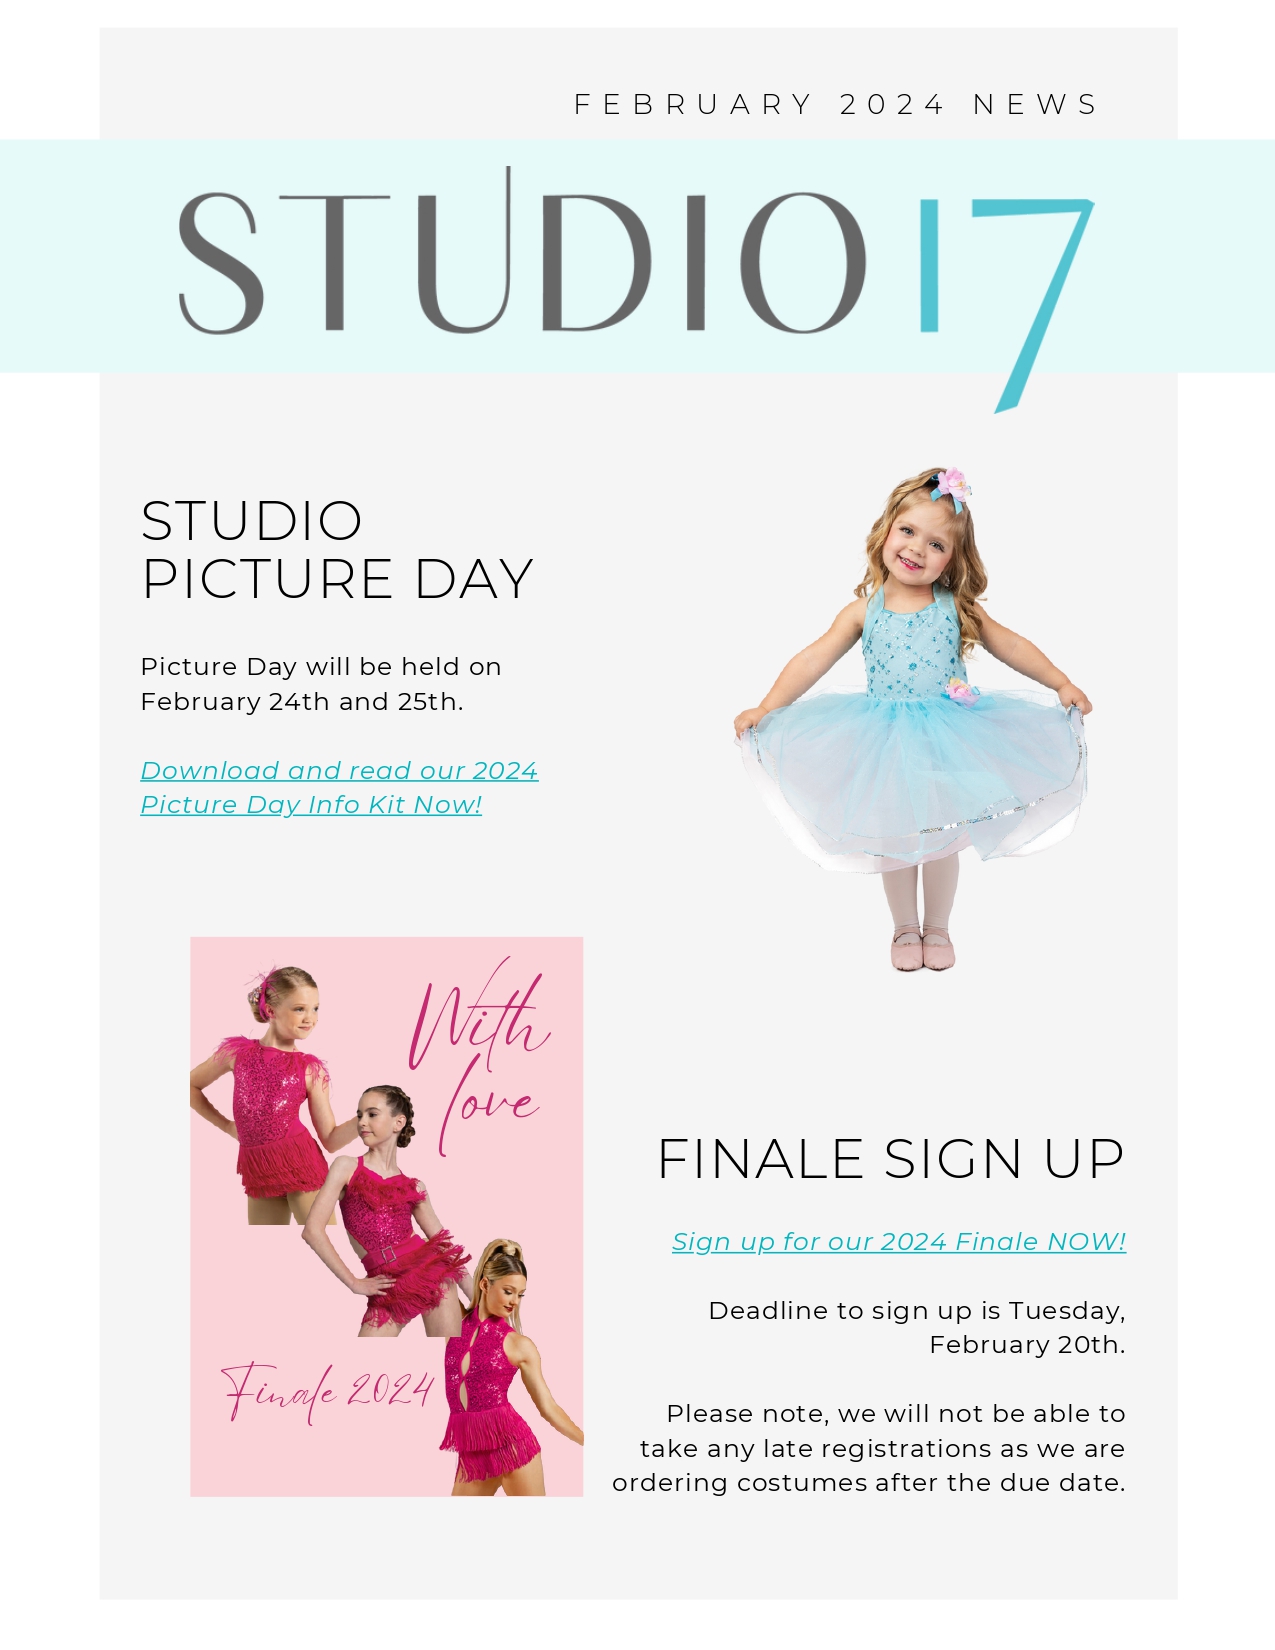 FEBRUARY 2024 NEWS
STUDIO17
STUDIO
PICTURE DAY
Picture Day will be held on
February 24th and 25th.
Download and read our 2024
Picture Day Info Kit Now!
With
love
Finale 2024
FINALE SIGN UP
Sign up for our 2024 Finale NOW!
Deadline to sign up is Tuesday,
February 20th.
Please note, we will not be able to
take any late registrations as we are
ordering costumes after the due date.